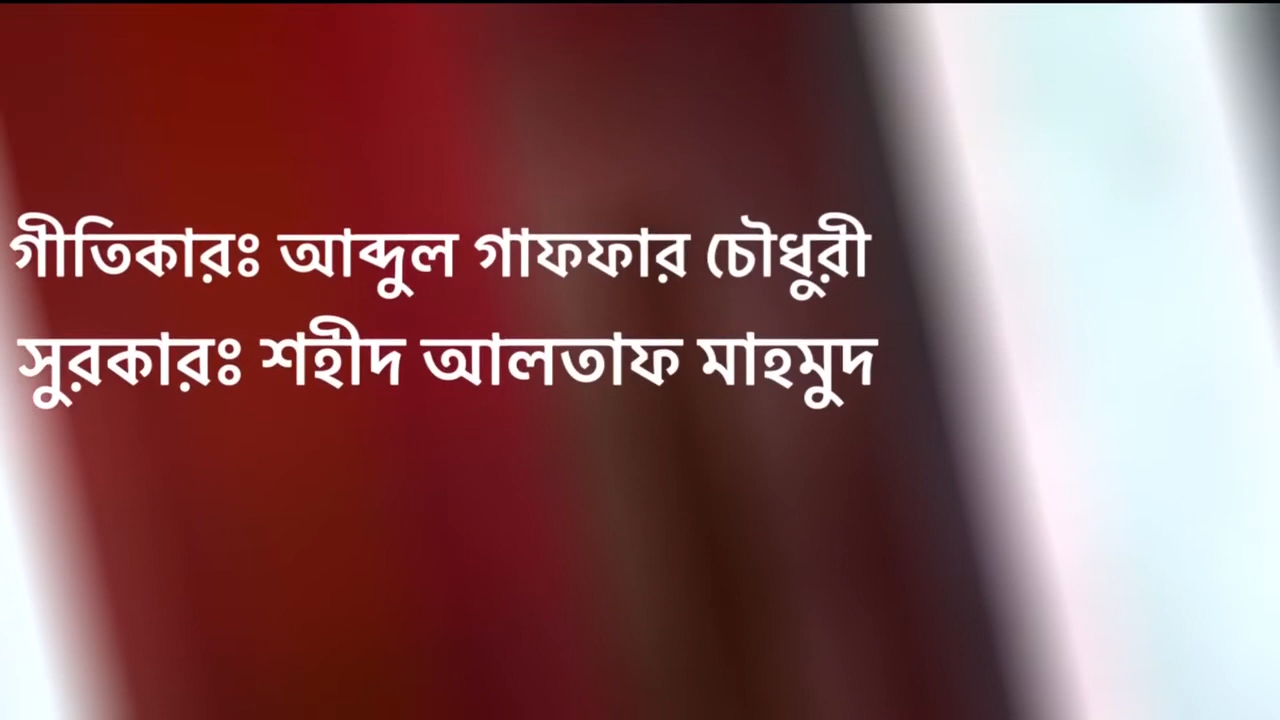 গীতিকারঃ আব্দুল গাফফার চৌধুরী
সুরকারঃ শহীদ আলতাফ মাহমুদ